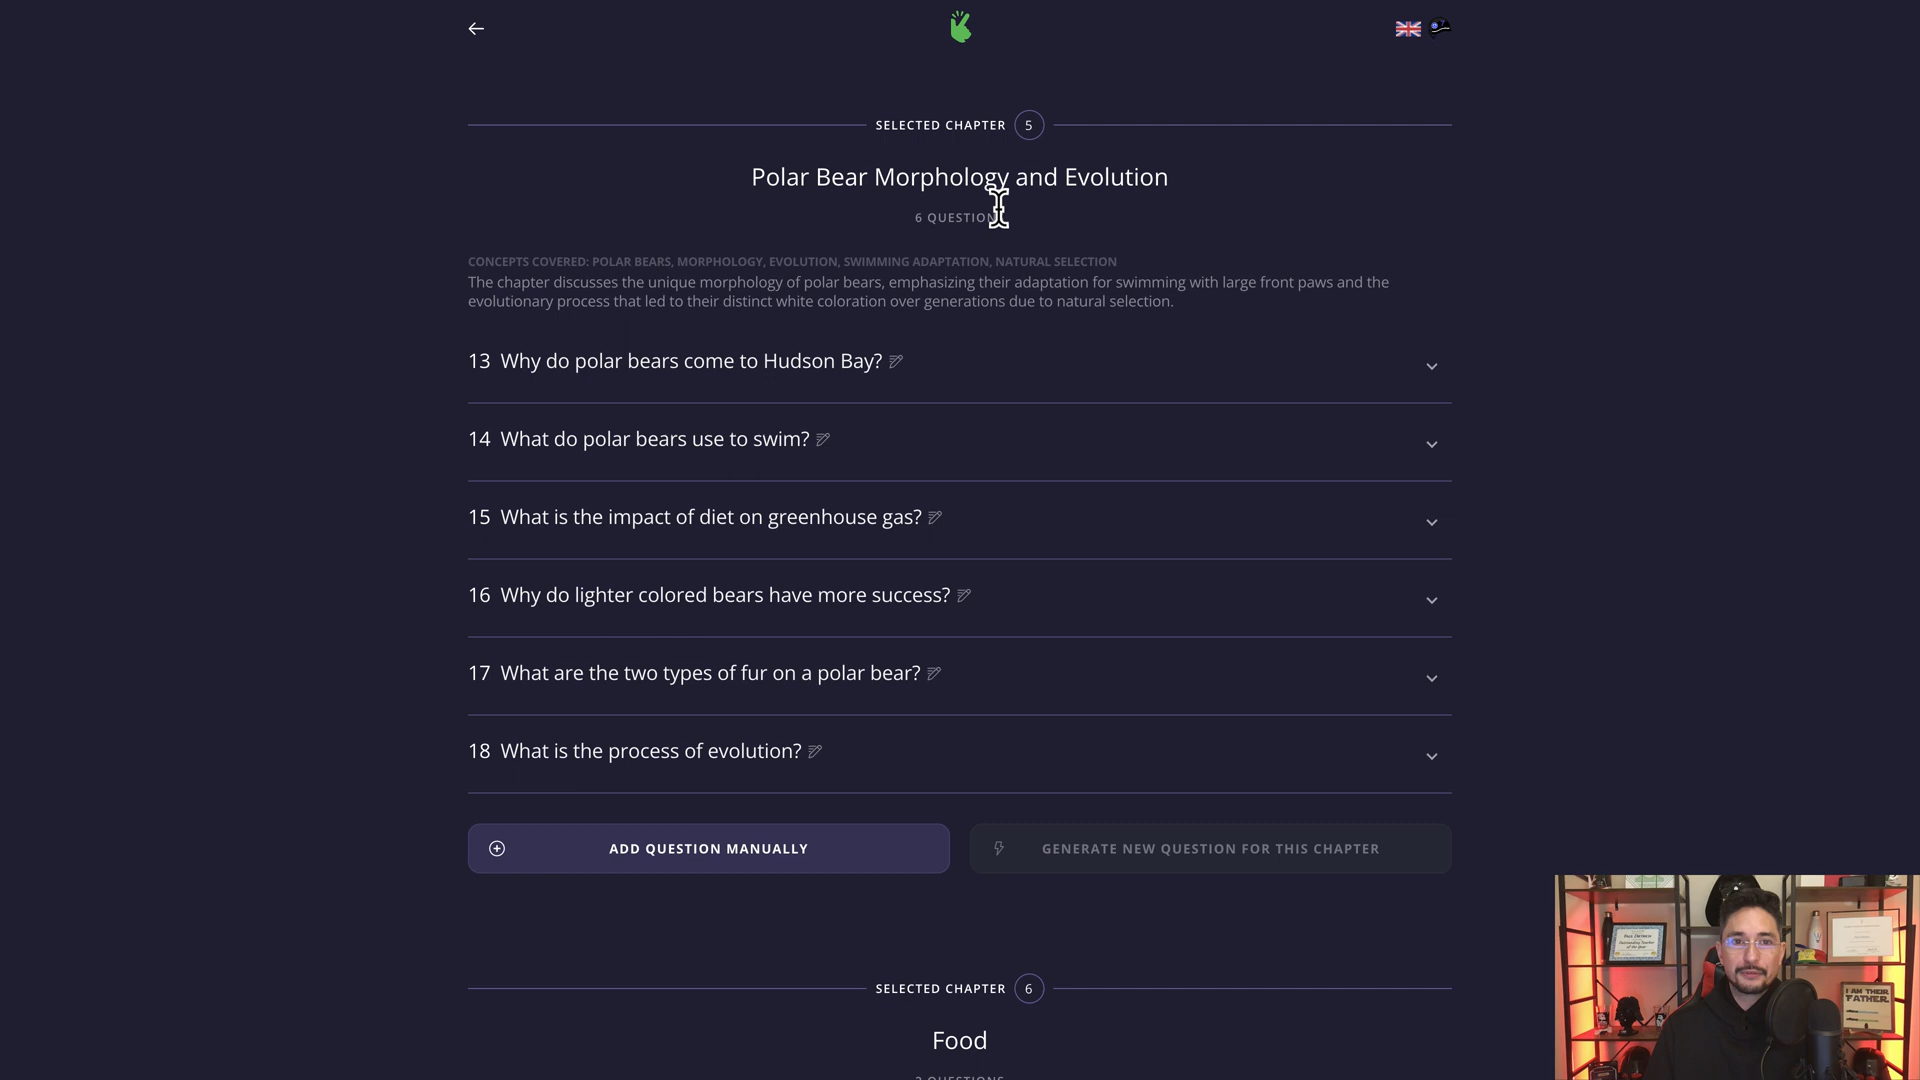 SELECTED CHAPTER 5
Polar Bear Morphology and Evolution
6 QUESTION
CONCEPTS COVERED: POLAR BEARS, MORPHOLOGY, EVOLUTION, SWIMMING ADAPTATION, NATURAL SELECTION
The chapter discusses the unique morphology of polar bears, emphasizing their adaptation for swimming with large front paws and the
evolutionary process that led to their distinct white coloration over generations due to natural selection.
13 Why do polar bears come to Hudson Bay?
14 What do polar bears use to swim?
15 What is the impact of diet on greenhouse gas?
16 Why do lighter colored bears have more success?
17 What are the two types of fur on a polar bear?
18 What is the process of evolution?
ADD QUESTION MANUALLY
GENERATE NEW QUESTION FOR THIS CHAPTER
SELECTED CHAPTER 6
Food
I AM THEIR
FATHER.